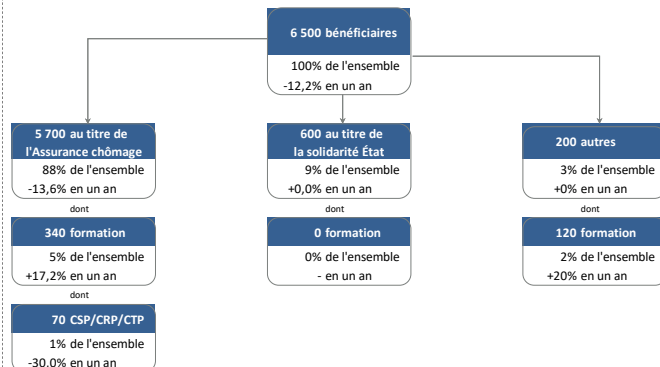 6 500 bénéficiaires
100% de l'ensemble
-12,2% en un an
5 700 au titre de
l'Assurance chômage
88% de l'ensemble
-13,6% en un an
dont
340 formation
5% de l'ensemble
+17,2% en un an
dont
70 CSP/CRP/CTP
1% de l'ensemble
-30,0% en un an
600 au titre de
la solidarité État
9% de l'ensemble
+0,0% en un an
dont
0 formation
0% de l'ensemble
- en un an
200 autres
3% de l'ensemble
+0% en un an
dont
120 formation
2% de l'ensemble
+20% en un an